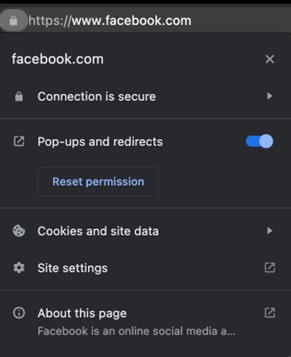 https://www.facebook.com
facebook.com
Connection is secure
Pop-ups and redirects
Reset permission
Cookies and site data
Site settings
About this page
Facebook is an online social media a...